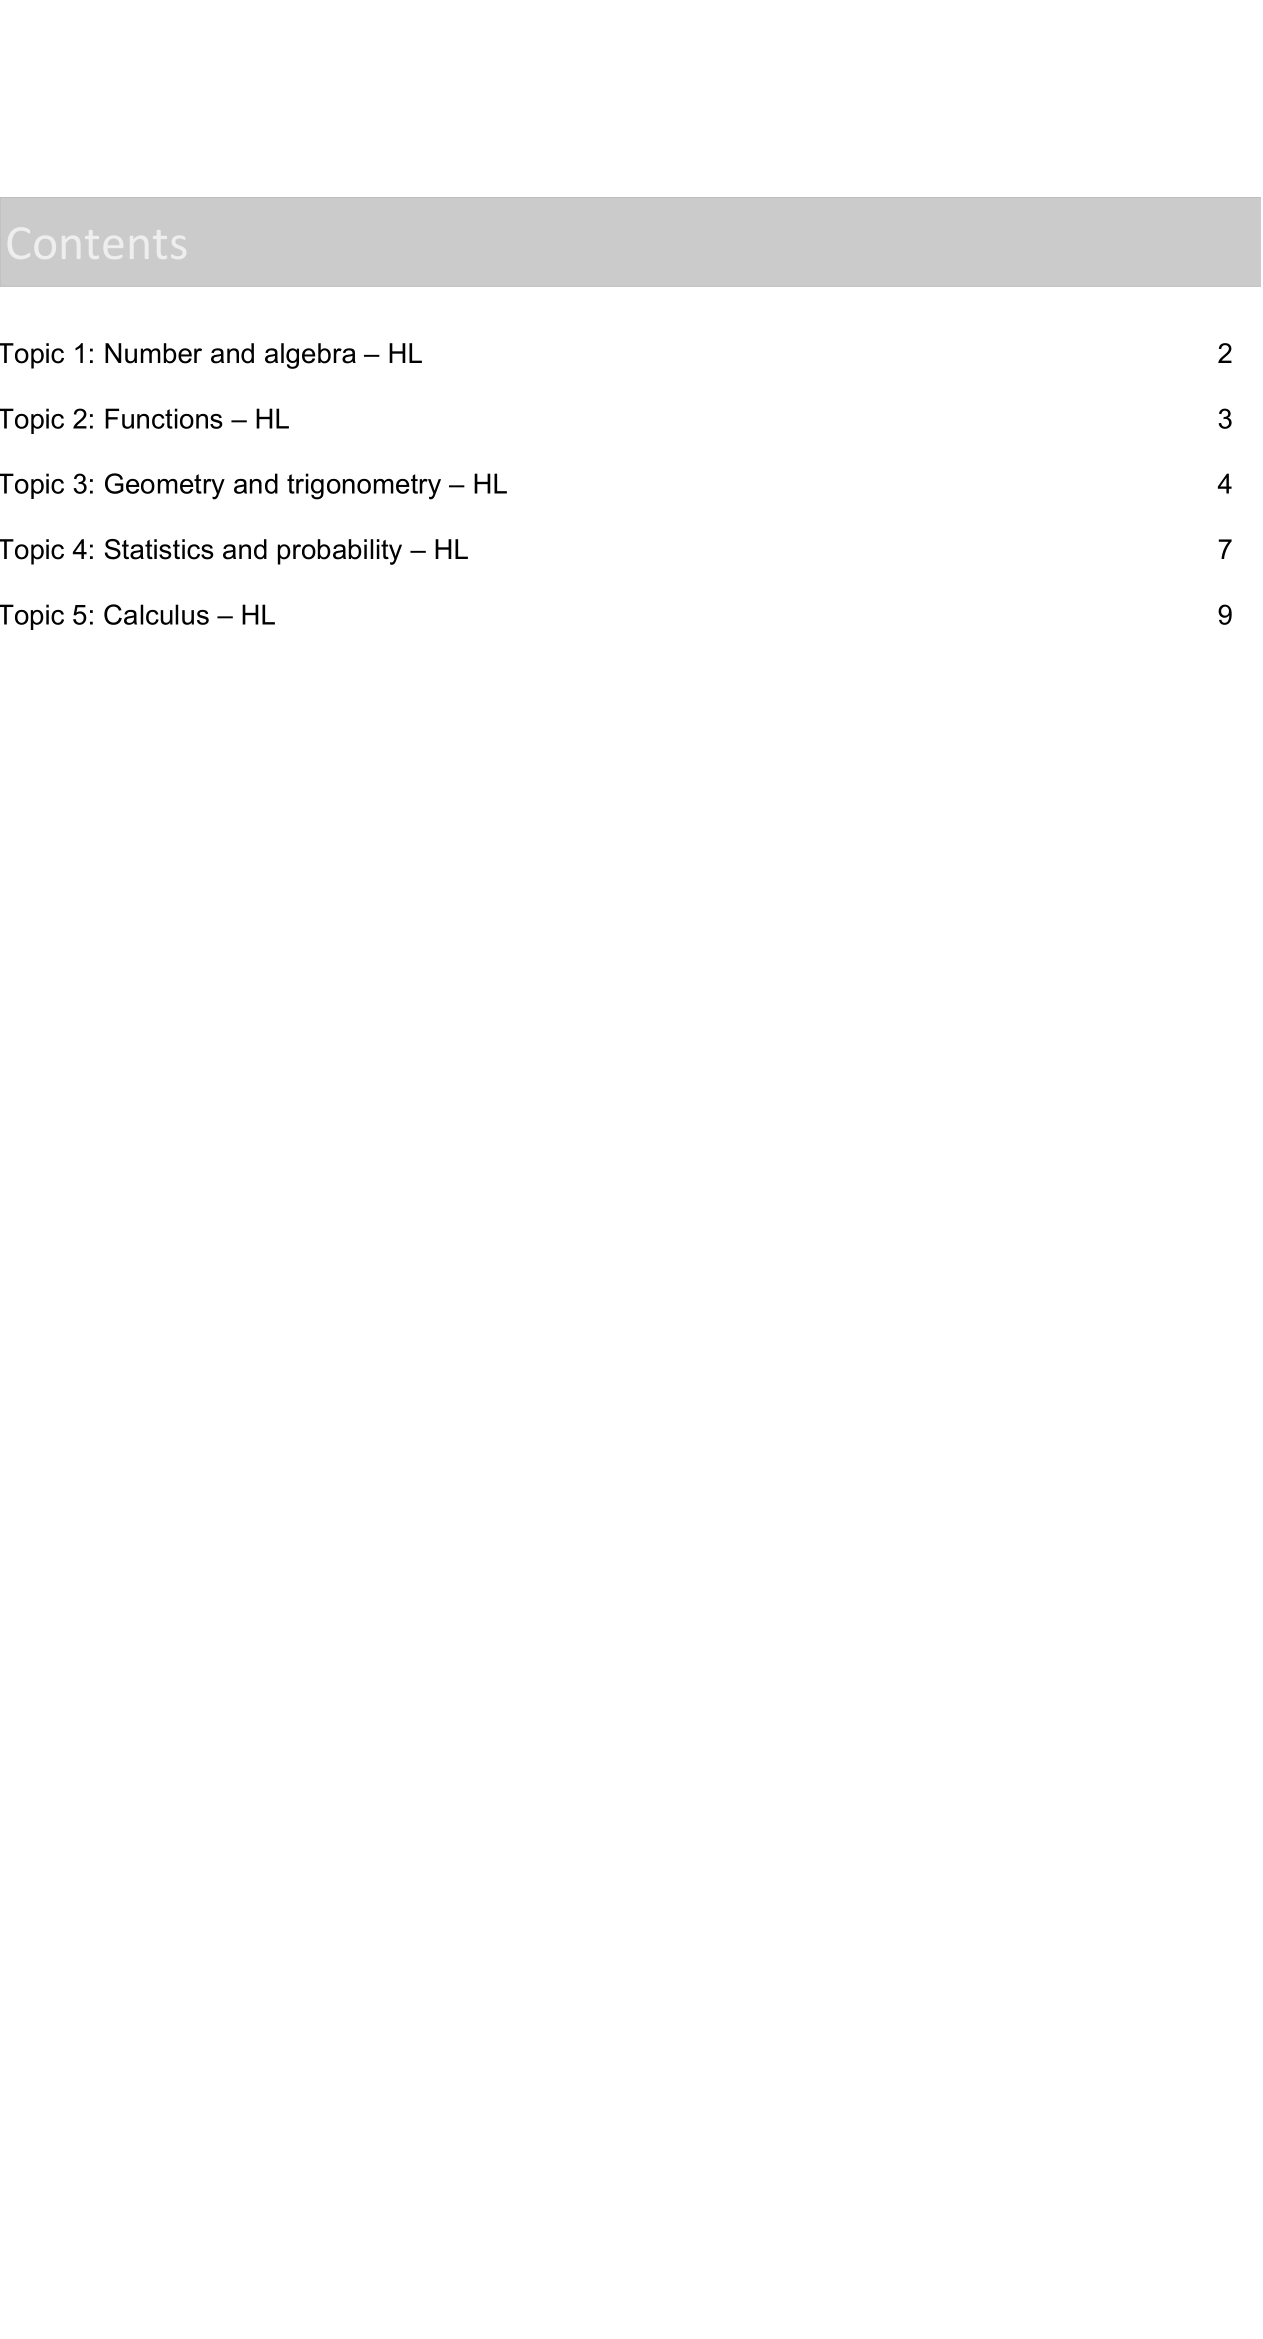 Contents
Topic 1: Number and algebra – HL 2
Topic 2: Functions – HL 3
Topic 3: Geometry and trigonometry – HL 4
Topic 4: Statistics and probability – HL 7
Topic 5: Calculus – HL 9